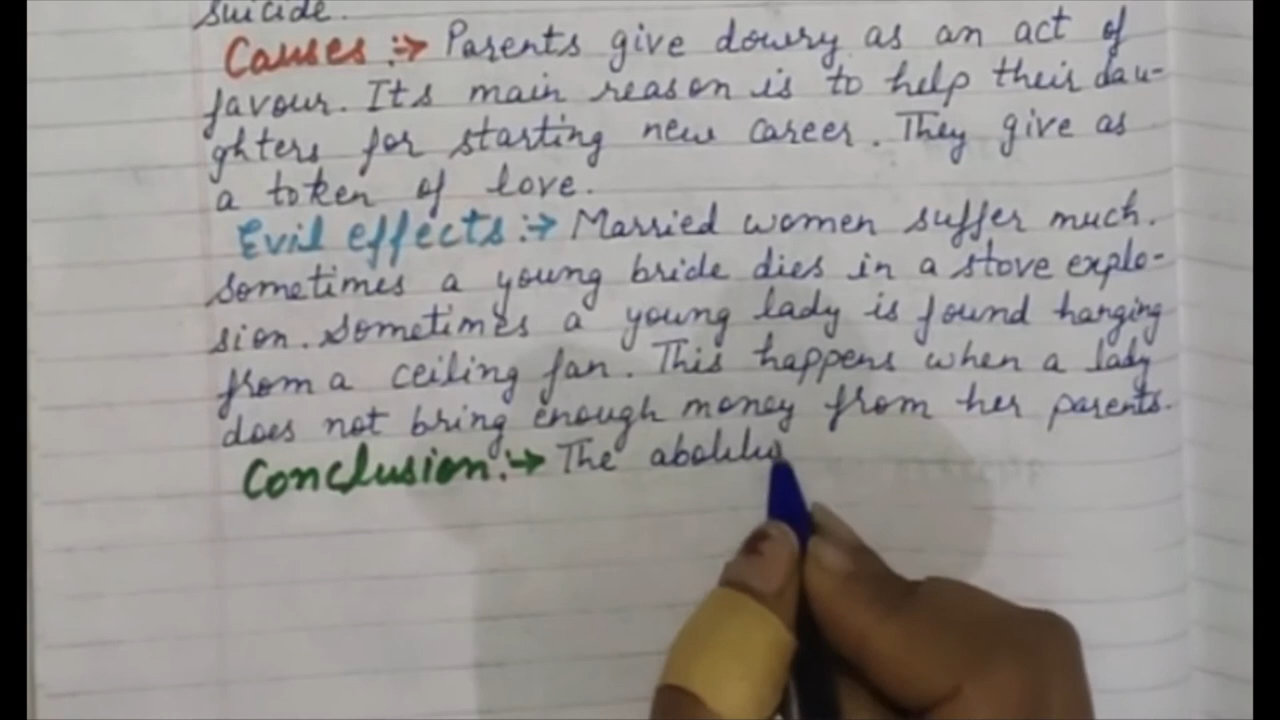 suicide.
Causes :→ Parents give dowry as an act of
favour. Its main reason is to help their dau-
ghters for starting new career. They give as
a token of love.
Evil effects :→ Married women suffer much.
Sometimes a young bride dies in a stove explo-
sion. Sometimes a young lady is found hanging
from a ceiling fan. This happens when a lady
does not bring enough money from her parents.
Conclusion :→ The